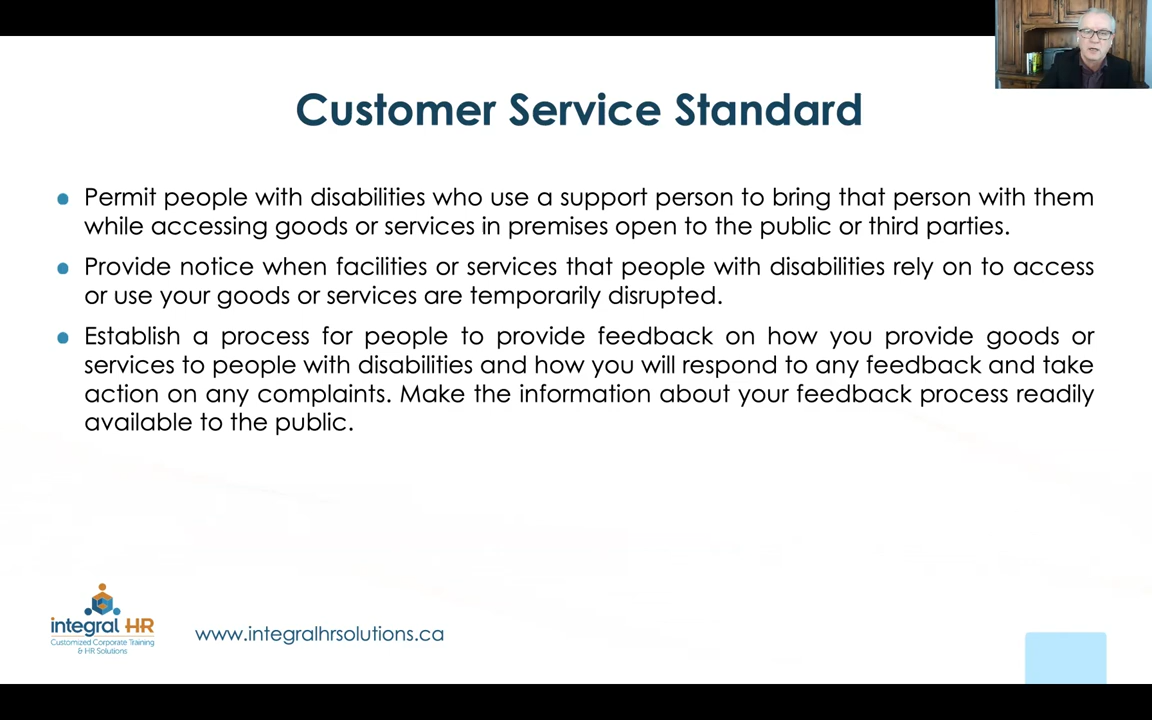 Customer Service Standard
Permit people with disabilities who use a support person to bring that person with them
while accessing goods or services in premises open to the public or third parties.
Provide notice when facilities or services that people with disabilities rely on to access
or use your goods or services are temporarily disrupted.
Establish a process for people to provide feedback on how you provide goods or
services to people with disabilities and how you will respond to any feedback and take
action on any complaints. Make the information about your feedback process readily
available to the public.
integral HR
Customized Corporate Training
& HR Solutions
www.integralhrsolutions.ca